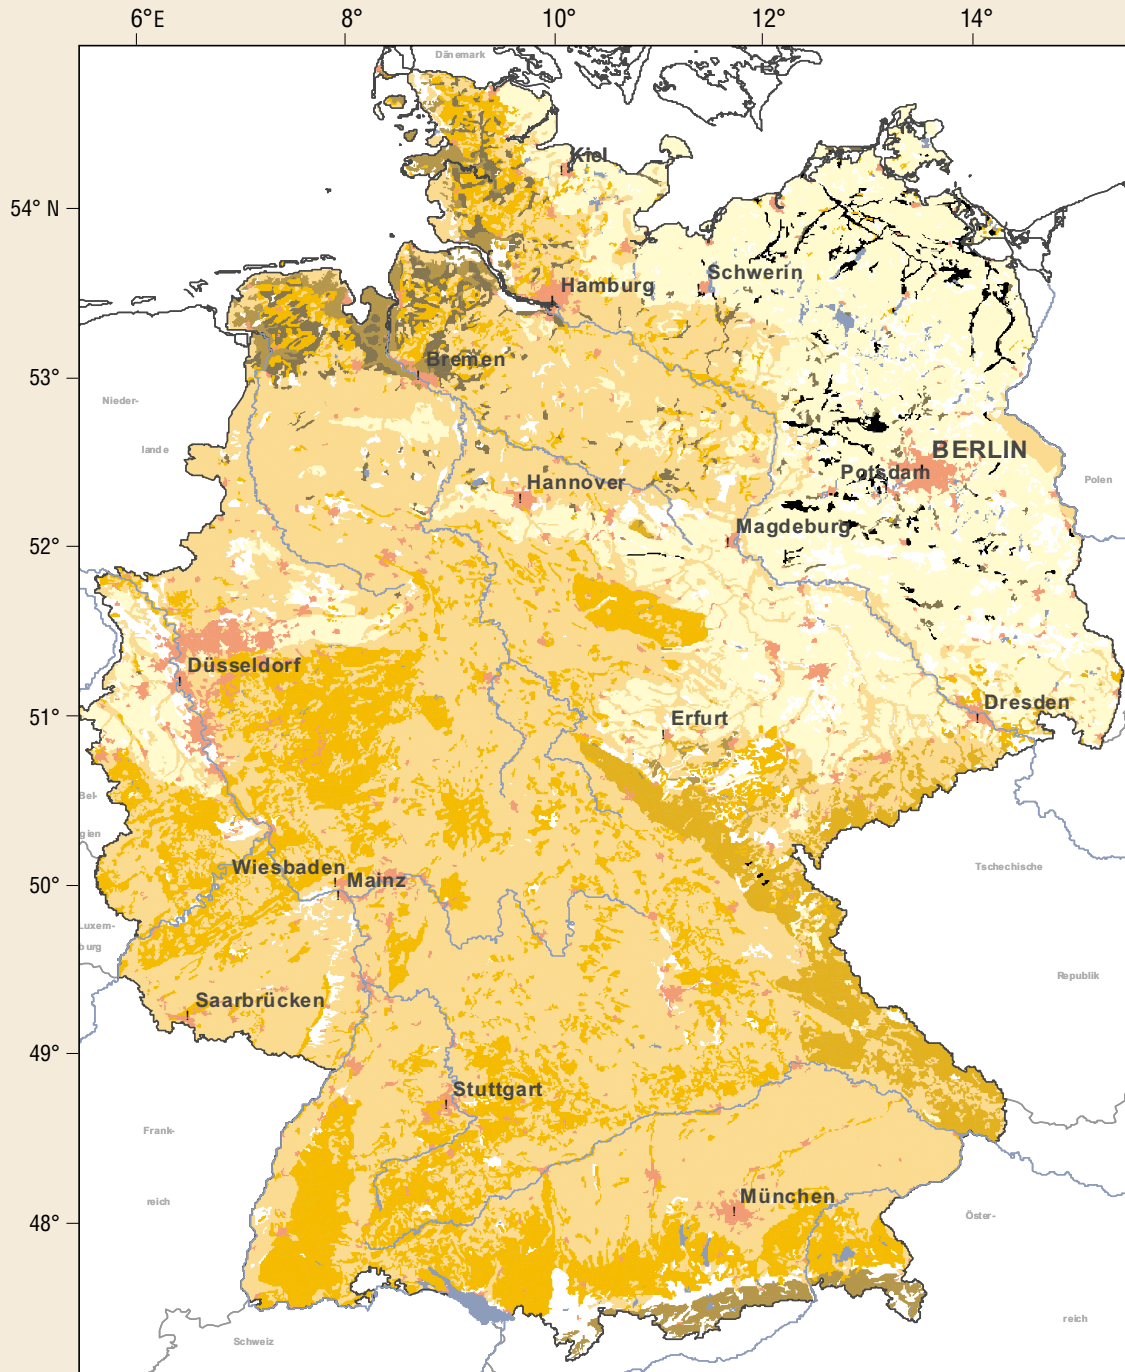 6°E 8° 10° 12° 14°
Dänemark
Kiel
54° N
Schwerin
Hamburg
Bremen
53°
Nieder-
lande
BERLIN
Potsdam
Polen
Hannover
Magdeburg
52°
Düsseldorf
Dresden
51°
Erfurt
Bel-
gien
Tschechische
Wiesbaden
50°
Mainz
Luxem-
burg
Republik
Saarbrücken
49°
Stuttgart
Frank-
reich
München
Öster-
48°
reich
Schweiz